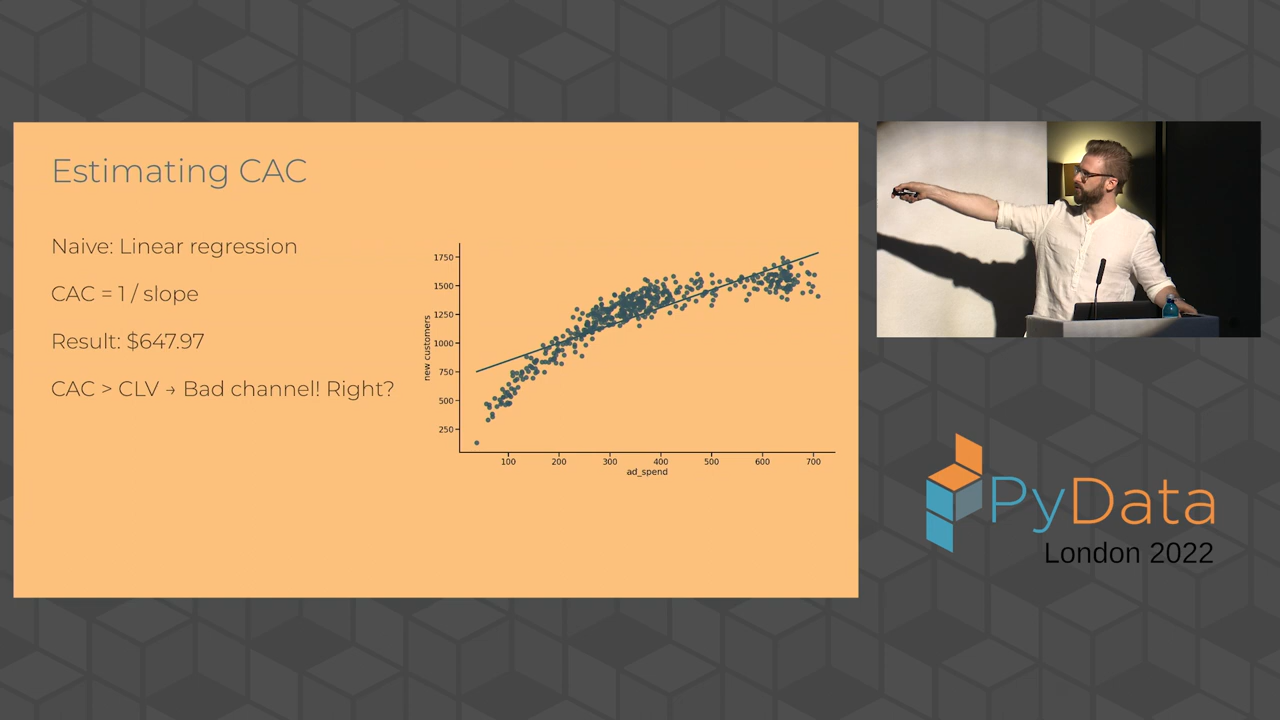 Estimating CAC
Naive: Linear regression
CAC = 1 / slope
Result: $647.97
CAC > CLV → Bad channel! Right?
new customers
1750
1500
1250
1000
750
500
250
100 200 300 400 500 600 700
ad_spend
PyData
London 2022